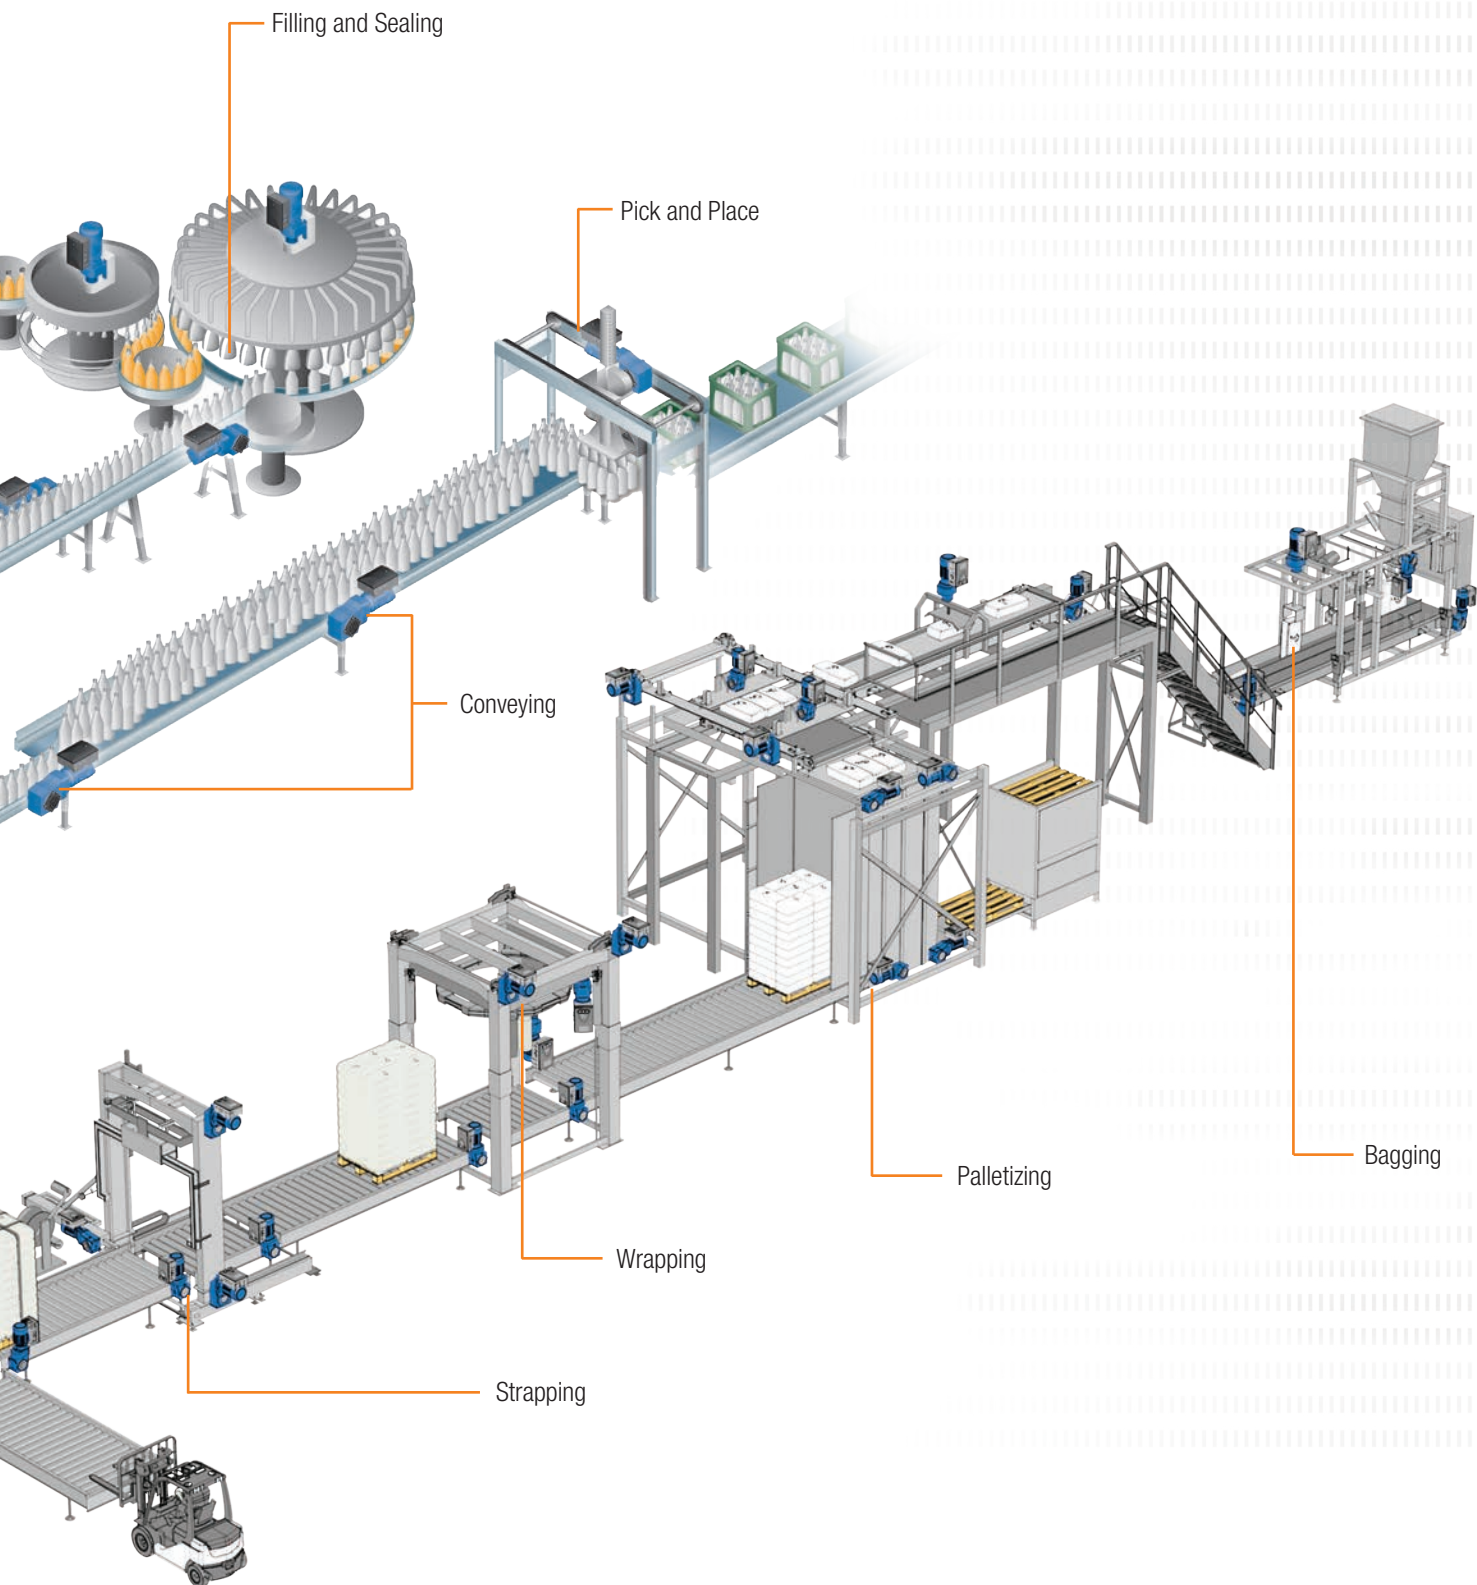 Filling and Sealing
Pick and Place
Conveying
Bagging
Palletizing
Wrapping
Strapping